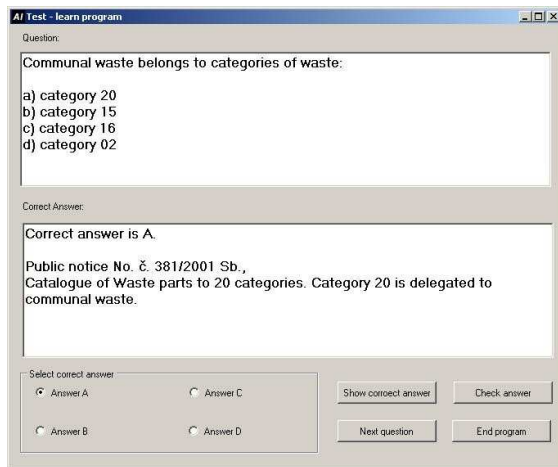 AI Test - learn program
Question:
Communal waste belongs to categories of waste:
a) category 20
b) category 15
c) category 16
d) category 02
Correct Answer:
Correct answer is A.
Public notice No. č. 381/2001 Sb.,
Catalogue of Waste parts to 20 categories. Category 20 is delegated to
communal waste.
Select correct answer
Answer A
Answer C
Show correoct answer
Check answer
Answer B
Answer D
Next question
End program